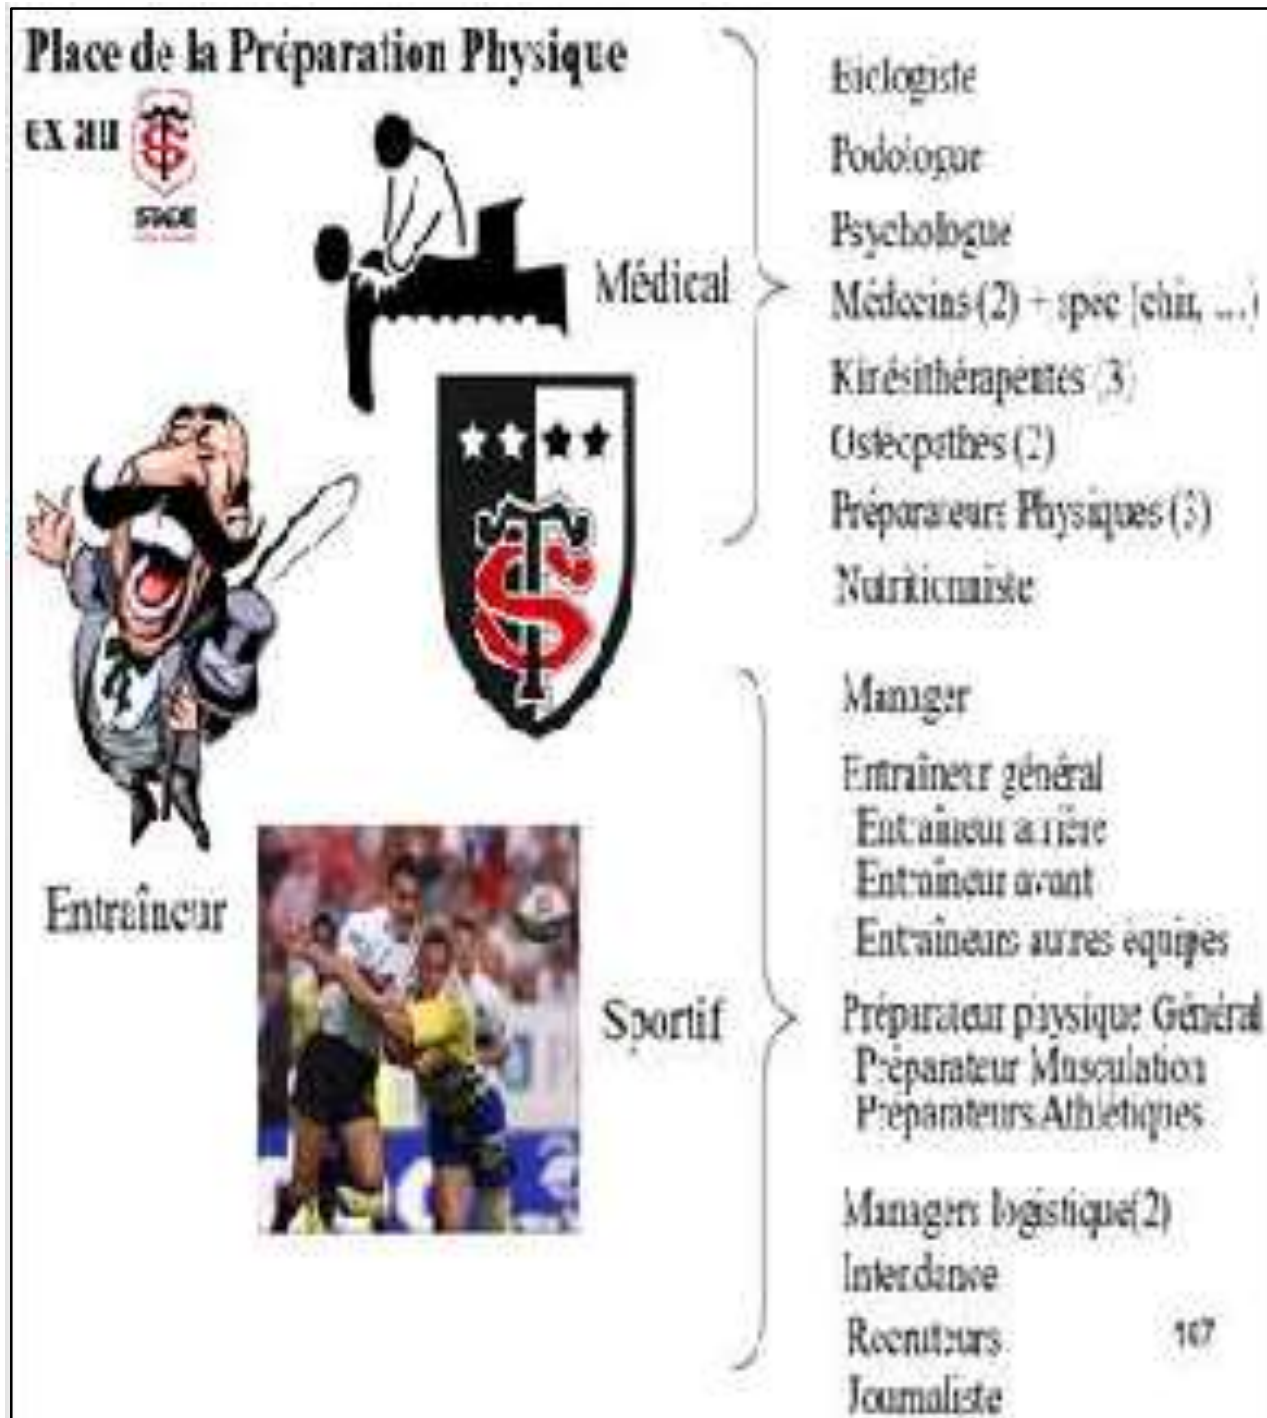 Place de la Préparation Physique
ex au
STADE
Médical
Biologiste
Podologue
Psychologue
Médecins (2) + spec (chir, ...)
Kinésithérapeutes (3)
Ostéopathes (2)
Préparateurs Physiques (3)
Nutritionniste
Entraîneur
Sportif
Manager
Entraîneur général
Entraîneur arrière
Entraîneur avant
Entraîneurs autres équipes
Préparateur physique Général
Préparateur Musculation
Préparateurs Athlétiques
Managers logistique(2)
Intendance
Recruteurs
Journaliste